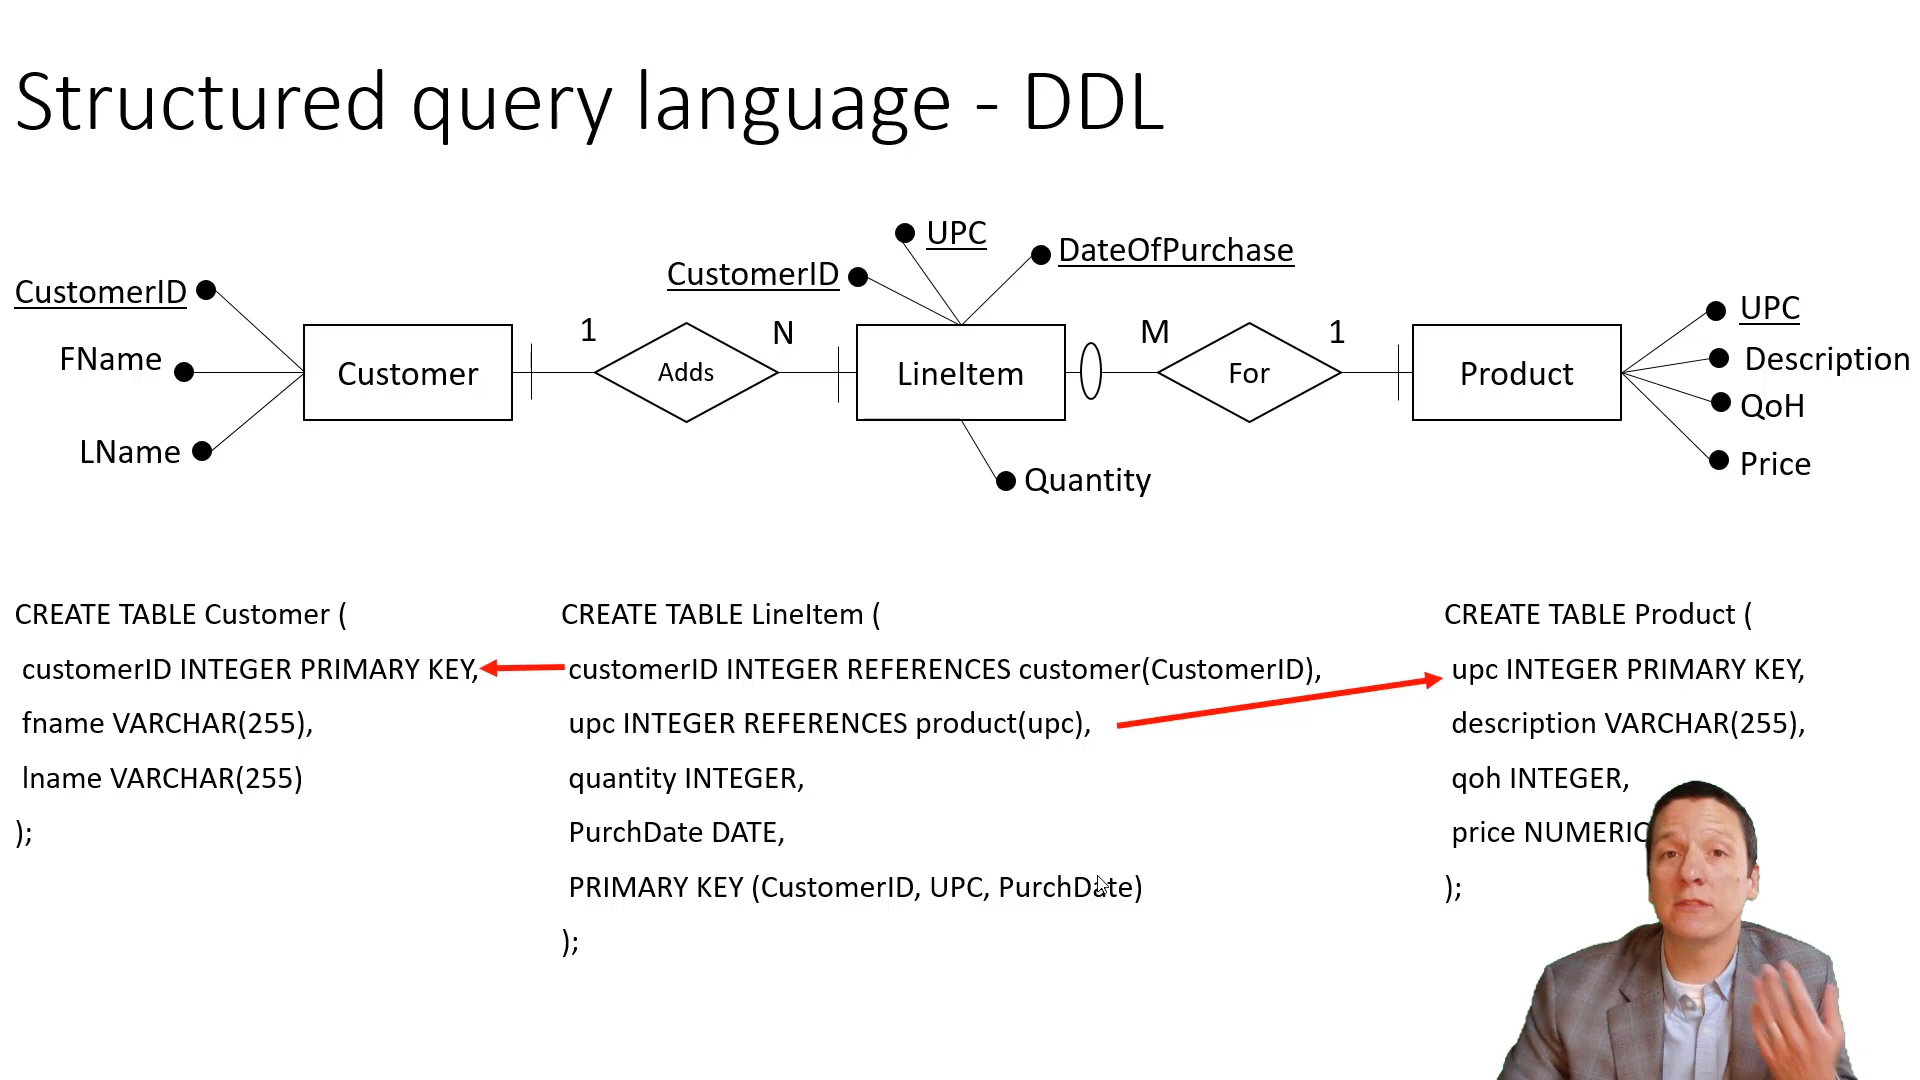 Structured query language - DDL
UPC
DateOfPurchase
CustomerID
CustomerID
UPC
1
N
M
1
FName
Description
Customer
Adds
LineItem
For
Product
QoH
LName
Price
Quantity
CREATE TABLE Customer (
customerID INTEGER PRIMARY KEY,
fname VARCHAR(255),
lname VARCHAR(255)
);
CREATE TABLE LineItem (
customerID INTEGER REFERENCES customer(CustomerID),
upc INTEGER REFERENCES product(upc),
quantity INTEGER,
PurchDate DATE,
PRIMARY KEY (CustomerID, UPC, PurchDate)
);
CREATE TABLE Product (
upc INTEGER PRIMARY KEY,
description VARCHAR(255),
qoh INTEGER,
price NUMERIC
);